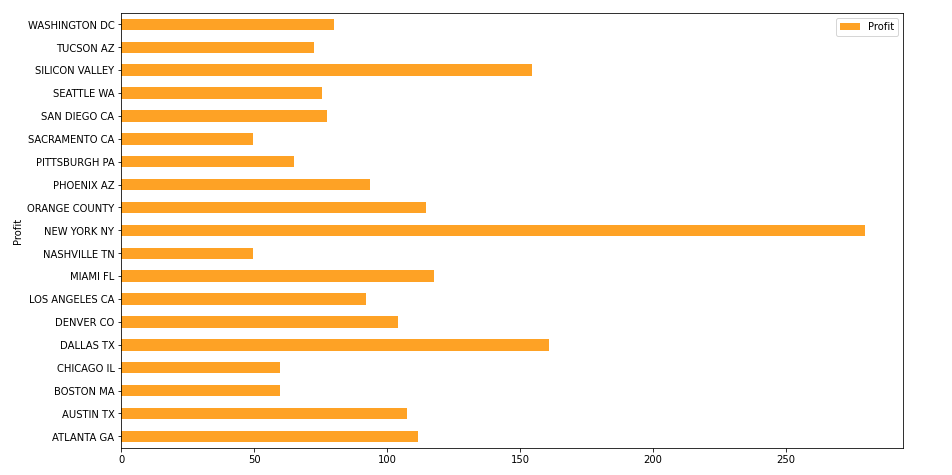 WASHINGTON DC
TUCSON AZ
SILICON VALLEY
SEATTLE WA
SAN DIEGO CA
SACRAMENTO CA
PITTSBURGH PA
PHOENIX AZ
ORANGE COUNTY
NEW YORK NY
NASHVILLE TN
MIAMI FL
LOS ANGELES CA
DENVER CO
DALLAS TX
CHICAGO IL
BOSTON MA
AUSTIN TX
ATLANTA GA
Profit
Profit
0 50 100 150 200 250